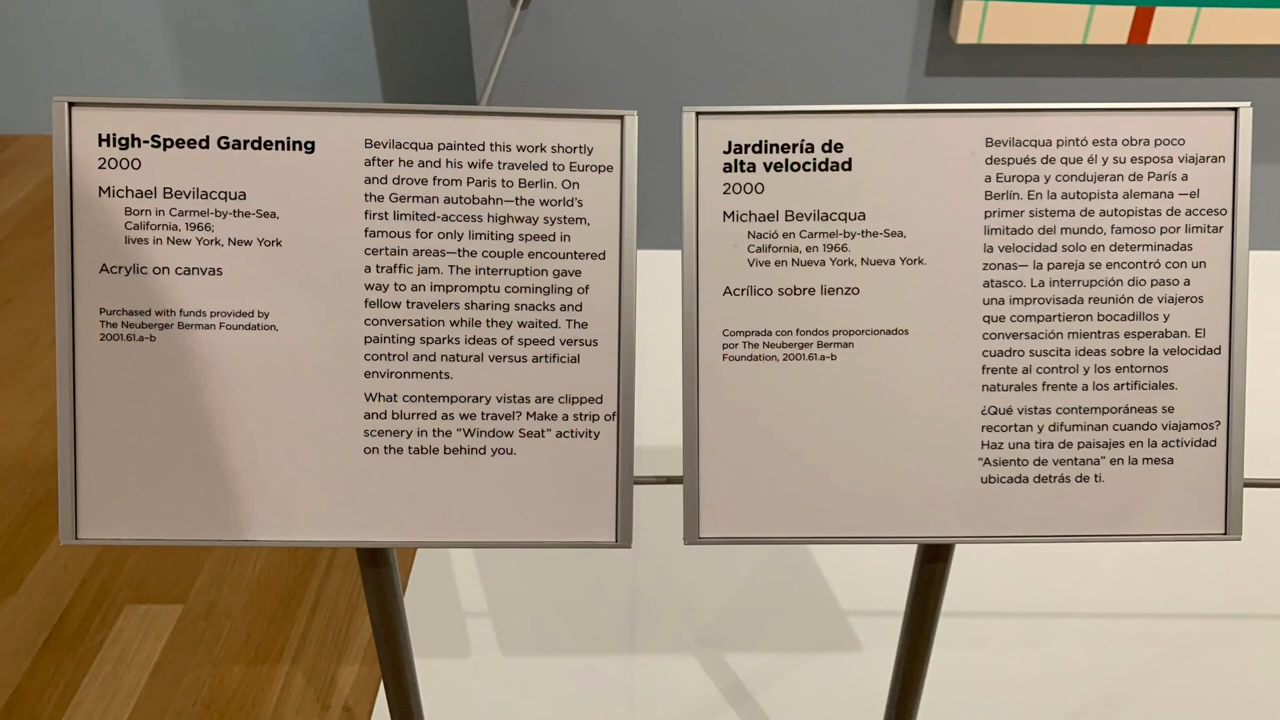 High-Speed Gardening
2000
Michael Bevilacqua
Born in Carmel-by-the-Sea,
California, 1966;
lives in New York, New York
Acrylic on canvas
Purchased with funds provided by
The Neuberger Berman Foundation,
2001.61.a–b
Bevilacqua painted this work shortly
after he and his wife traveled to Europe
and drove from Paris to Berlin. On
the German autobahn—the world's
first limited-access highway system,
famous for only limiting speed in
certain areas—the couple encountered
a traffic jam. The interruption gave
way to an impromptu comingling of
fellow travelers sharing snacks and
conversation while they waited. The
painting sparks ideas of speed versus
control and natural versus artificial
environments.
What contemporary vistas are clipped
and blurred as we travel? Make a strip of
scenery in the “Window Seat” activity
on the table behind you.
Jardinería de
alta velocidad
2000
Michael Bevilacqua
Nació en Carmel-by-the-Sea,
California, en 1966.
Vive en Nueva York, Nueva York.
Acrílico sobre lienzo
Comprada con fondos proporcionados
por The Neuberger Berman
Foundation, 2001.61.a–b
Bevilacqua pintó esta obra poco
después de que él y su esposa viajaran
a Europa y condujeran de París a
Berlín. En la autopista alemana —el
primer sistema de autopistas de acceso
limitado del mundo, famoso por limitar
la velocidad solo en determinadas
zonas— la pareja se encontró con un
atasco. La interrupción dio paso a
una improvisada reunión de viajeros
que compartieron bocadillos y
conversación mientras esperaban. El
cuadro suscita ideas sobre la velocidad
frente al control y los entornos
naturales frente a los artificiales.
¿Qué vistas contemporáneas se
recortan y difuminan cuando viajamos?
Haz una tira de paisajes en la actividad
“Asiento de ventana” en la mesa
ubicada detrás de ti.